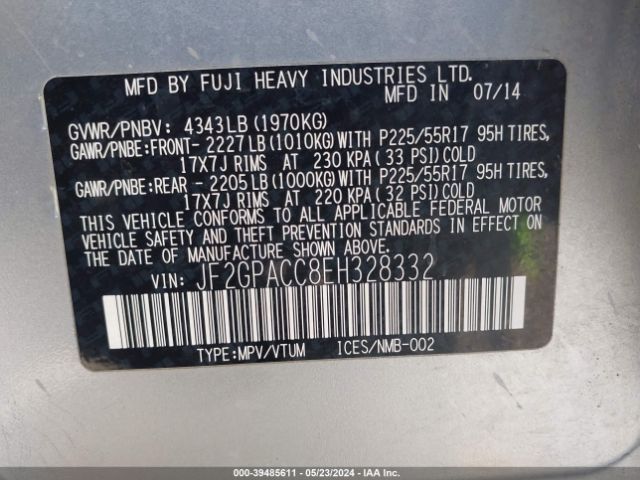 MFD BY FUJI HEAVY INDUSTRIES LTD.
MFD IN 07/14
GVWR/PNBV: 4343LB (1970KG)
GAWR/PNBE:FRONT- 2227 LB (1010KG) WITH P225/55R17 95H TIRES,
17X7J RIMS AT 230 KPA( 33 PSI) COLD
GAWR/PNBE:REAR - 2205 LB (1000KG) WITH P225/55R17 95H TIRES,
17X7J RIMS AT 220 KPA( 32 PSI) COLD
THIS VEHICLE CONFORMS TO ALL APPLICABLE FEDERAL MOTOR
VEHICLE SAFETY AND THEFT PREVENTION STANDARDS IN EFFECT ON
THE DATE OF MANUFACTURE SHOWN ABOVE.
VIN: JF2GPACC8EH328332
TYPE:MPV/VTUM ICES/NMB-002
000-39485611 - 05/23/2024 - IAA Inc.